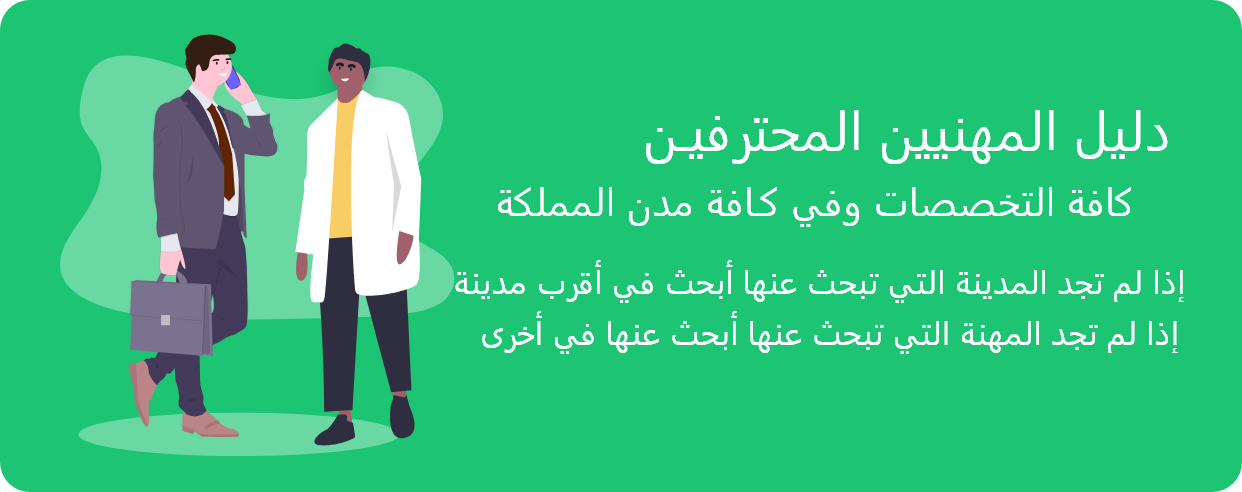 دليل المهنيين المحترفين
كافة التخصصات وفي كافة مدن المملكة
إذا لم تجد المدينة التي تبحث عنها أبحث في أقرب مدينة
إذا لم تجد المهنة التي تبحث عنها أبحث عنها في أخرى